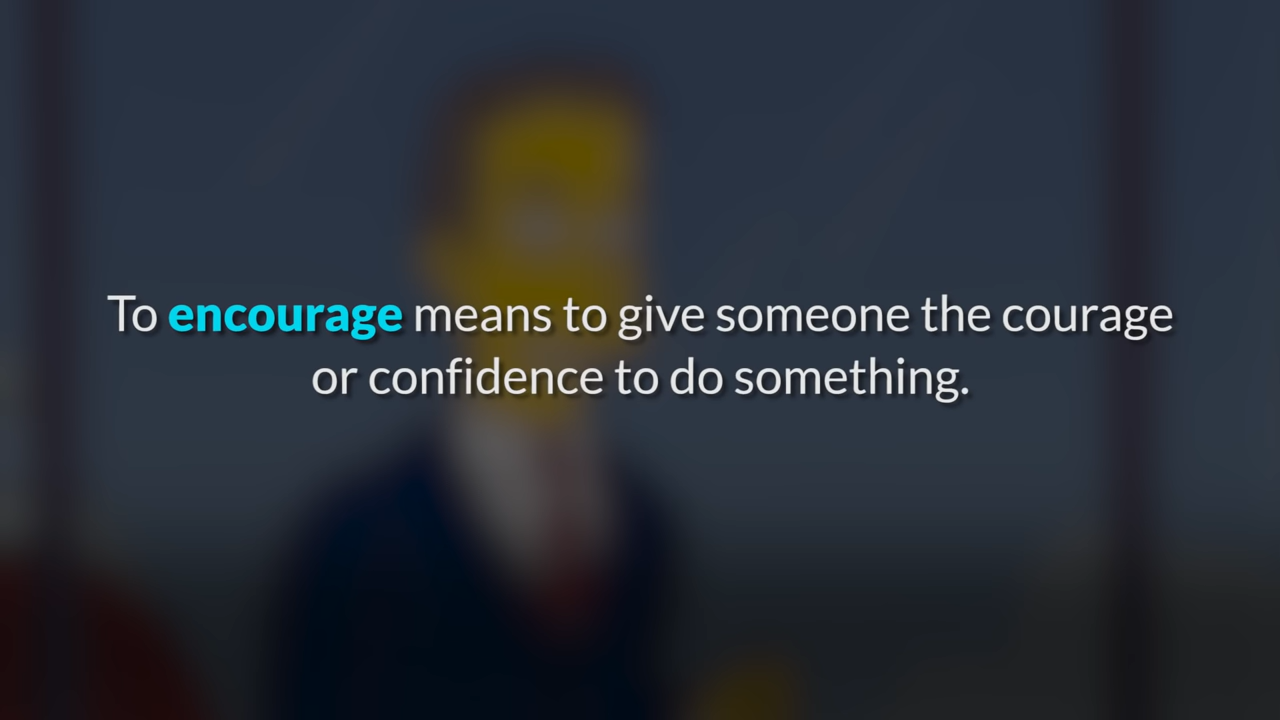 To encourage means to give someone the courage
or confidence to do something.